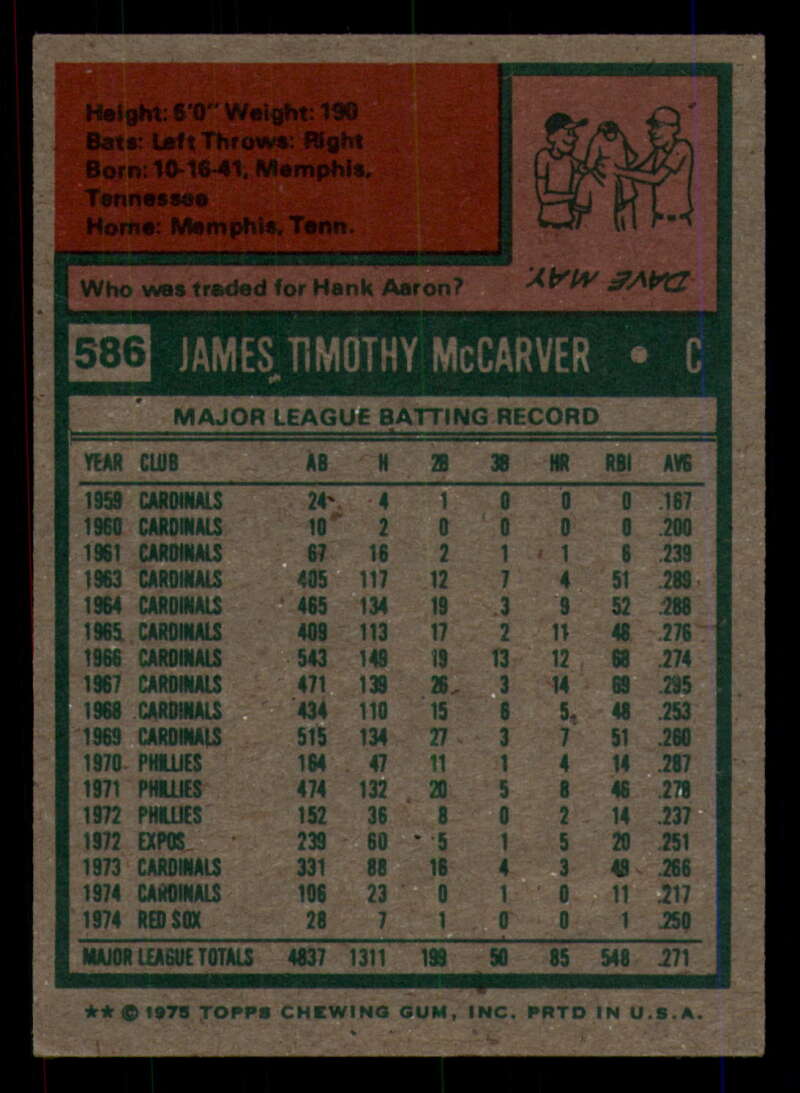 Height: 6'0" Weight: 190
Bats: Left Throws: Right
Born: 10-16-41, Memphis,
Tennessee
Home: Memphis, Tenn.
DAVE MAY.
Who was traded for Hank Aaron?
586 JAMES TIMOTHY McCARVER • C
MAJOR LEAGUE BATTING RECORD
YEAR CLUB AB H 2B 3B HR RBI AVG
1959 CARDINALS 24 4 1 0 0 0 .167
1960 CARDINALS 10 2 0 0 0 0 .200
1961 CARDINALS 67 16 2 1 1 6 .239
1963 CARDINALS 405 117 12 7 4 51 .289
1964 CARDINALS 465 134 19 3 9 52 .288
1965 CARDINALS 409 113 17 2 11 48 .276
1966 CARDINALS 543 149 19 13 12 68 .274
1967 CARDINALS 471 139 26 3 14 69 .295
1968 CARDINALS 434 110 15 6 5 48 .253
1969 CARDINALS 515 134 27 3 7 51 .260
1970 PHILLIES 164 47 11 1 4 14 .287
1971 PHILLIES 474 132 20 5 8 46 .278
1972 PHILLIES 152 36 8 0 2 14 .237
1972 EXPOS 239 60 5 1 5 20 .251
1973 CARDINALS 331 88 16 4 3 49 .266
1974 CARDINALS 106 23 0 1 0 11 .217
1974 RED SOX 28 7 1 0 0 1 .250
MAJOR LEAGUE TOTALS 4837 1311 199 50 85 548 .271
** © 1975 TOPPS CHEWING GUM, INC. PRTD IN U.S.A.